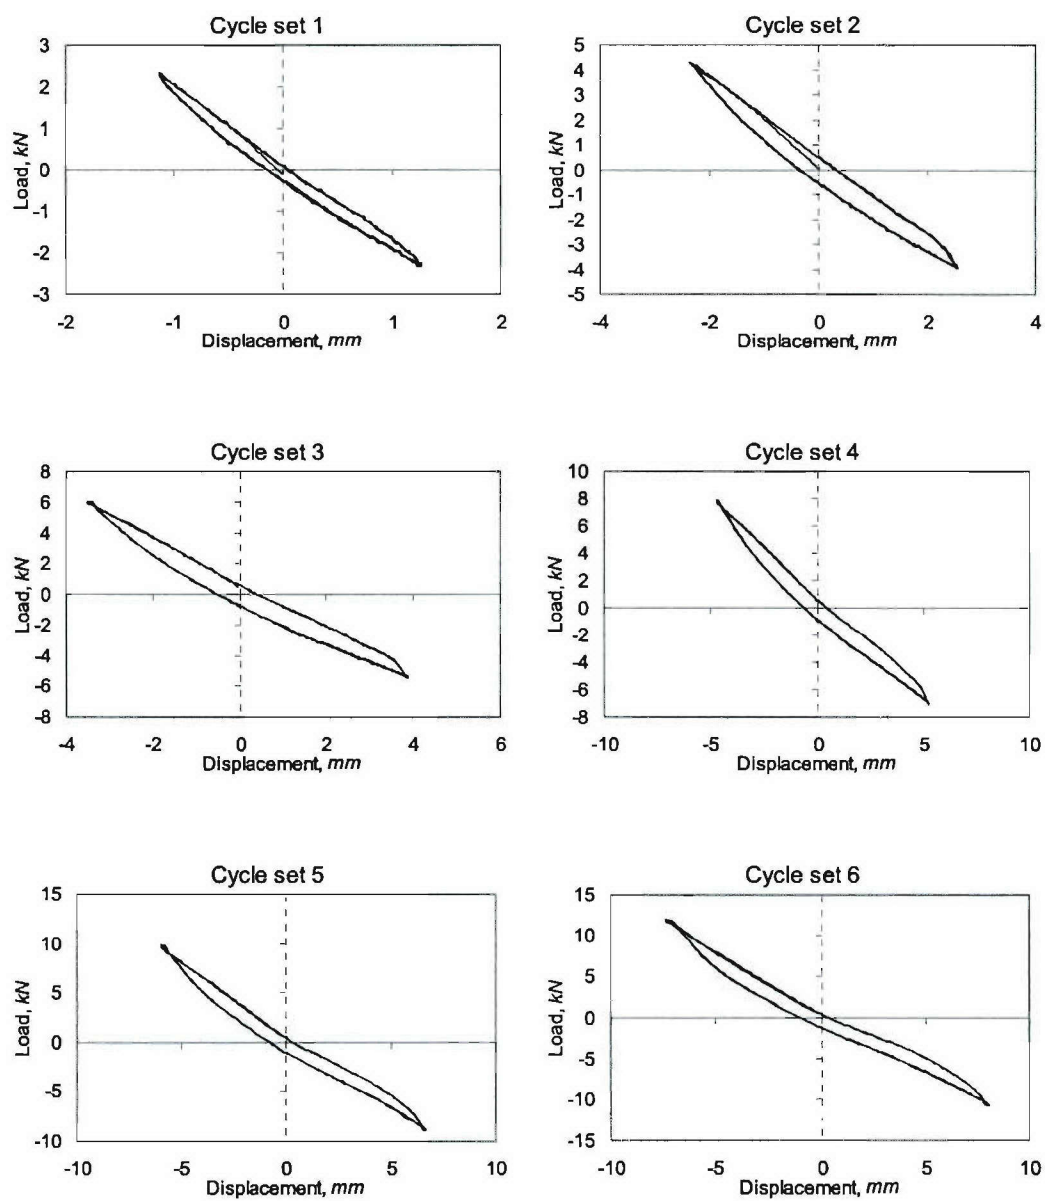 Cycle set 1
3
2
1
0
-1
-2
-3
Load, kN
-2 -1 0 1 2
Displacement, mm
Cycle set 2
5
4
3
2
1
0
-1
-2
-3
-4
-5
Load, kN
-4 -2 0 2 4
Displacement, mm
Cycle set 3
8
6
4
2
0
-2
-4
-6
-8
Load, kN
-4 -2 0 2 4 6
Displacement, mm
Cycle set 4
10
8
6
4
2
0
-2
-4
-6
-8
Load, kN
-10 -5 0 5 10
Displacement, mm
Cycle set 5
15
10
5
0
-5
-10
Load, kN
-10 -5 0 5 10
Displacement, mm
Cycle set 6
15
10
5
0
-5
-10
-15
Load, kN
-10 -5 0 5 10
Displacement, mm